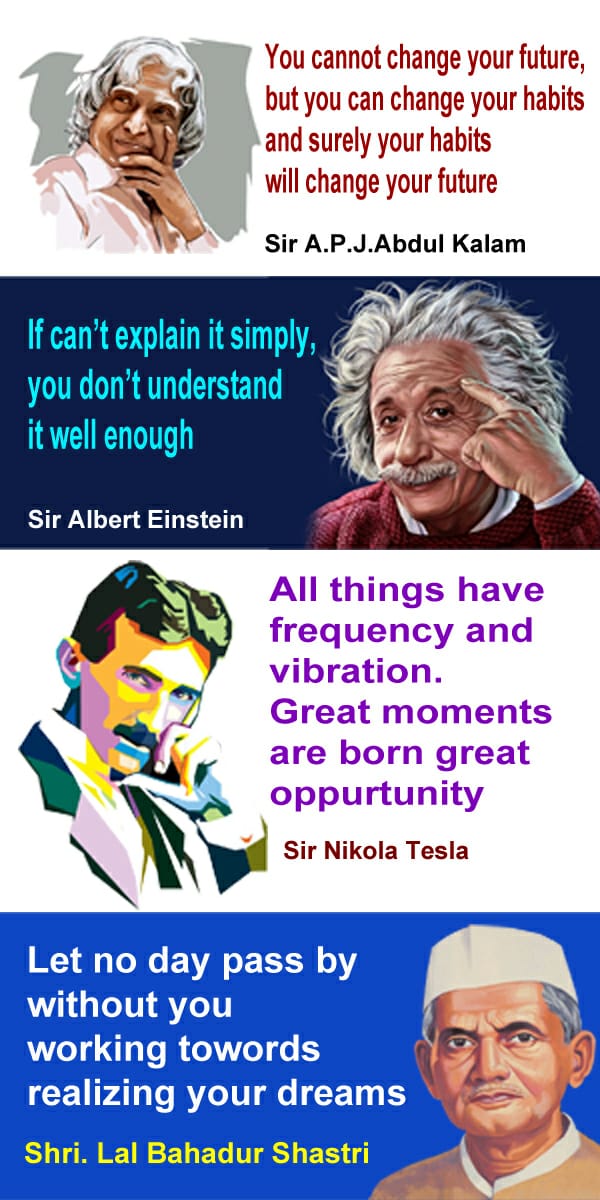 You cannot change your future,
but you can change your habits
and surely your habits
will change your future
Sir A.P.J.Abdul Kalam
If can't explain it simply,
you don't understand
it well enough
Sir Albert Einstein
All things have
frequency and
vibration.
Great moments
are born great
oppurtunity
Sir Nikola Tesla
Let no day pass by
without you
working towords
realizing your dreams
Shri. Lal Bahadur Shastri